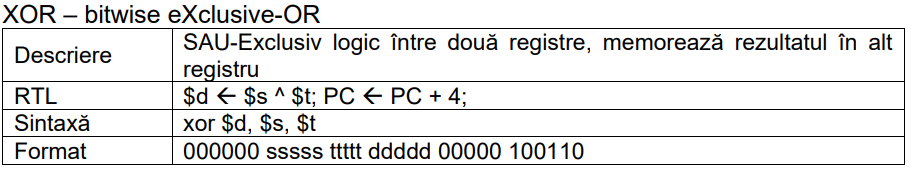 XOR – bitwise eXclusive-OR
Descriere SAU-Exclusiv logic între două registre, memorează rezultatul în alt
registru
RTL $d ← $s ^ $t; PC ← PC + 4;
Sintaxă xor $d, $s, $t
Format 000000 sssss ttttt ddddd 00000 100110